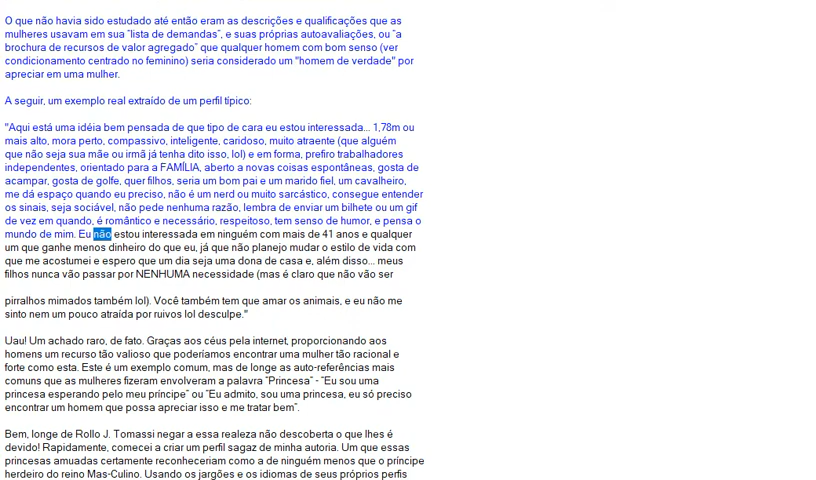 O que não havia sido estudado até então eram as descrições e qualificações que as
mulheres usavam em sua “lista de demandas”, e suas próprias autoavaliações, ou “a
brochura de recursos de valor agregado” que qualquer homem com bom senso (ver
condicionamento centrado no feminino) seria considerado um "homem de verdade" por
apreciar em uma mulher.
A seguir, um exemplo real extraído de um perfil típico:
"Aqui está uma idéia bem pensada de que tipo de cara eu estou interessada... 1,78m ou
mais alto, mora perto, compassivo, inteligente, caridoso, muito atraente (que alguém
que não seja sua mãe ou irmã já tenha dito isso, lol) e em forma, prefiro trabalhadores
independentes, orientado para a FAMÍLIA, aberto a novas coisas espontâneas, gosta de
acampar, gosta de golfe, quer filhos, seria um bom pai e um marido fiel, um cavalheiro,
me dá espaço quando eu preciso, não é um nerd ou muito sarcástico, consegue entender
os sinais, seja sociável, não pede nenhuma razão, lembra de enviar um bilhete ou um gif
de vez em quando, é romântico e necessário, respeitoso, tem senso de humor, e pensa o
mundo de mim. Eu não estou interessada em ninguém com mais de 41 anos e qualquer
um que ganhe menos dinheiro do que eu, já que não planejo mudar o estilo de vida com
que me acostumei e espero que um dia seja uma dona de casa e, além disso... meus
filhos nunca vão passar por NENHUMA necessidade (mas é claro que não vão ser
pirralhos mimados também lol). Você também tem que amar os animais, e eu não me
sinto nem um pouco atraída por ruivos lol desculpe."
Uau! Um achado raro, de fato. Graças aos céus pela internet, proporcionando aos
homens um recurso tão valioso que poderíamos encontrar uma mulher tão racional e
forte como esta. Este é um exemplo comum, mas de longe as auto-referências mais
comuns que as mulheres fizeram envolveram a palavra “Princesa” - “Eu sou uma
princesa esperando pelo meu príncipe” ou “Eu admito, sou uma princesa, eu só preciso
encontrar um homem que possa apreciar isso e me tratar bem”.
Bem, longe de Rollo J. Tomassi negar a essa realeza não descoberta o que lhes é
devido! Rapidamente, comecei a criar um perfil sagaz de minha autoria. Um que essas
princesas amuadas certamente reconheceriam como a de ninguém menos que o príncipe
herdeiro do reino Mas-Culino. Usando os jargões e os idiomas de seus próprios perfis